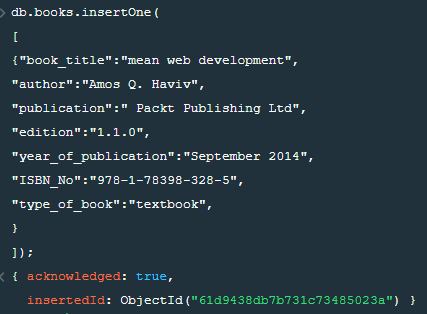 > db.books.insertOne(
[
{"book_title":"mean web development",
"author":"Amos Q. Haviv",
"publication":" Packt Publishing Ltd",
"edition":"1.1.0",
"year_of_publication":"September 2014",
"ISBN_No":"978-1-78398-328-5",
"type_of_book":"textbook",
}
]);
< { acknowledged: true,
insertedId: ObjectId("61d9438db7b731c73485023a") }